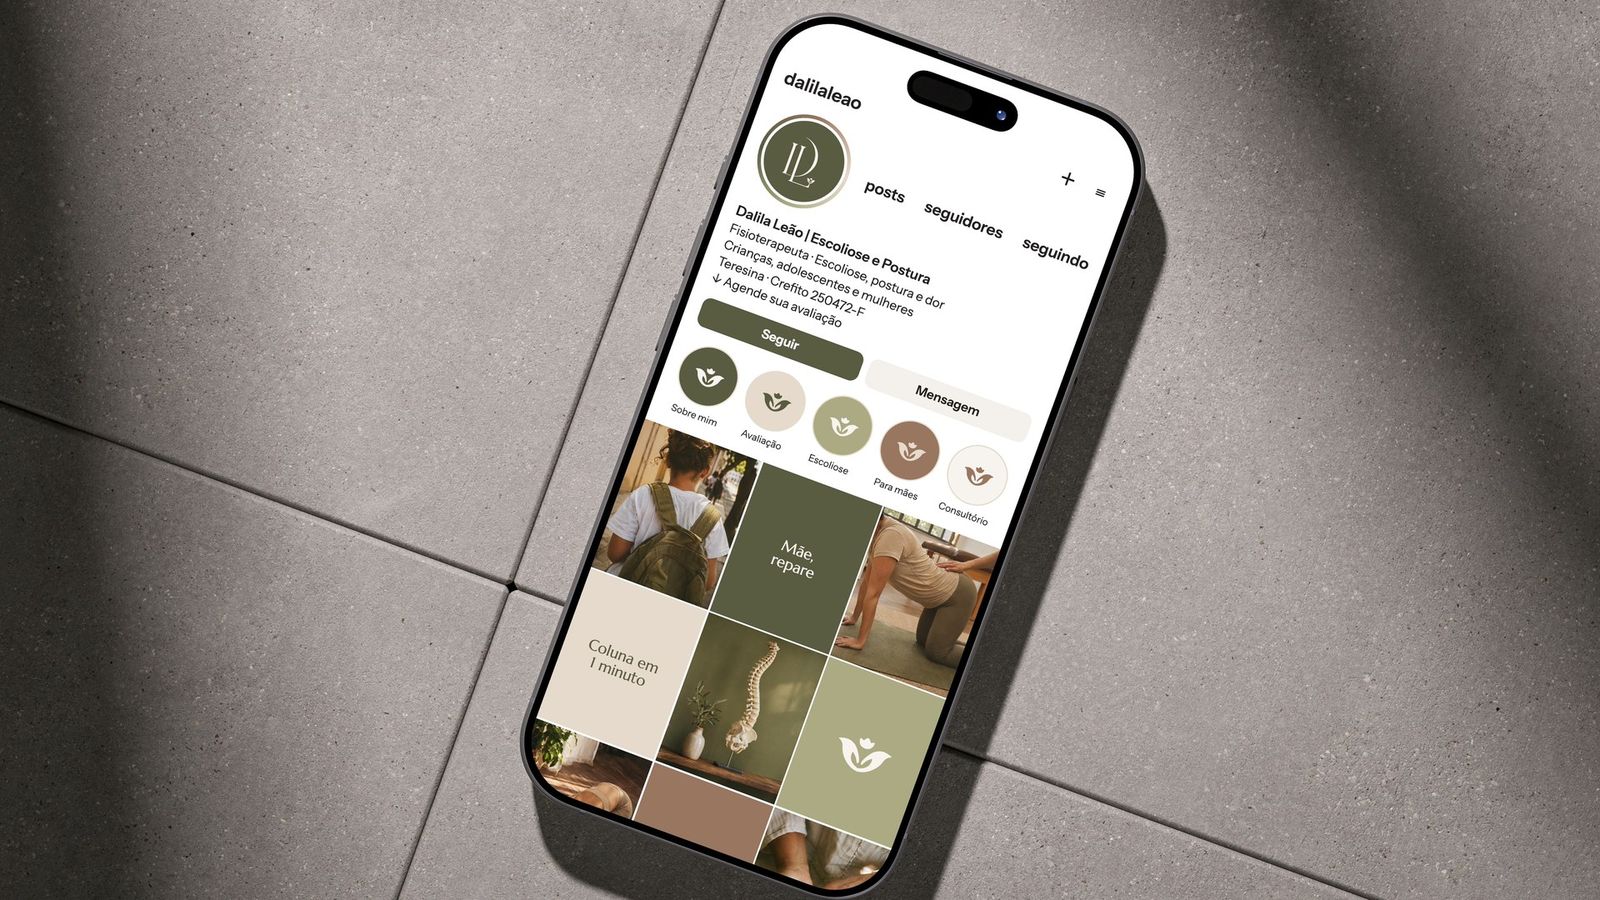 dalilaleao
DL
posts seguidores seguindo
Dalila Leão | Escoliose e Postura
Fisioterapeuta · Escoliose, postura e dor
Crianças, adolescentes e mulheres
Teresina · Crefito 250472-F
↓ Agende sua avaliação
Seguir
Mensagem
Sobre mim
Avaliação
Escoliose
Para mães
Consultório
Mãe,
repare
Coluna em
1 minuto